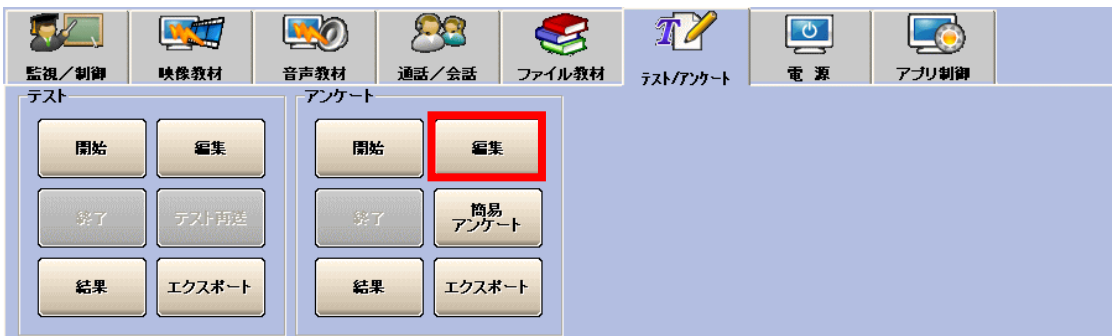 監視/制御
映像教材
音声教材
通話/会話
ファイル教材
テスト/アンケート
電 源
アプリ制御
テスト
開始
編集
終了
テスト再送
結果
エクスポート
アンケート
開始
編集
終了
簡易
アンケート
結果
エクスポート